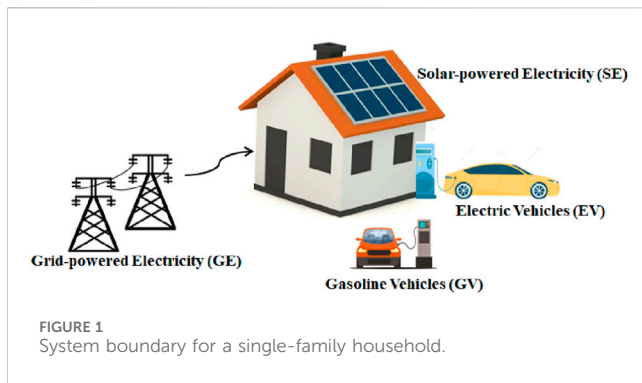 Solar-powered Electricity (SE)
Electric Vehicles (EV)
Grid-powered Electricity (GE)
Gasoline Vehicles (GV)
FIGURE 1
System boundary for a single-family household.